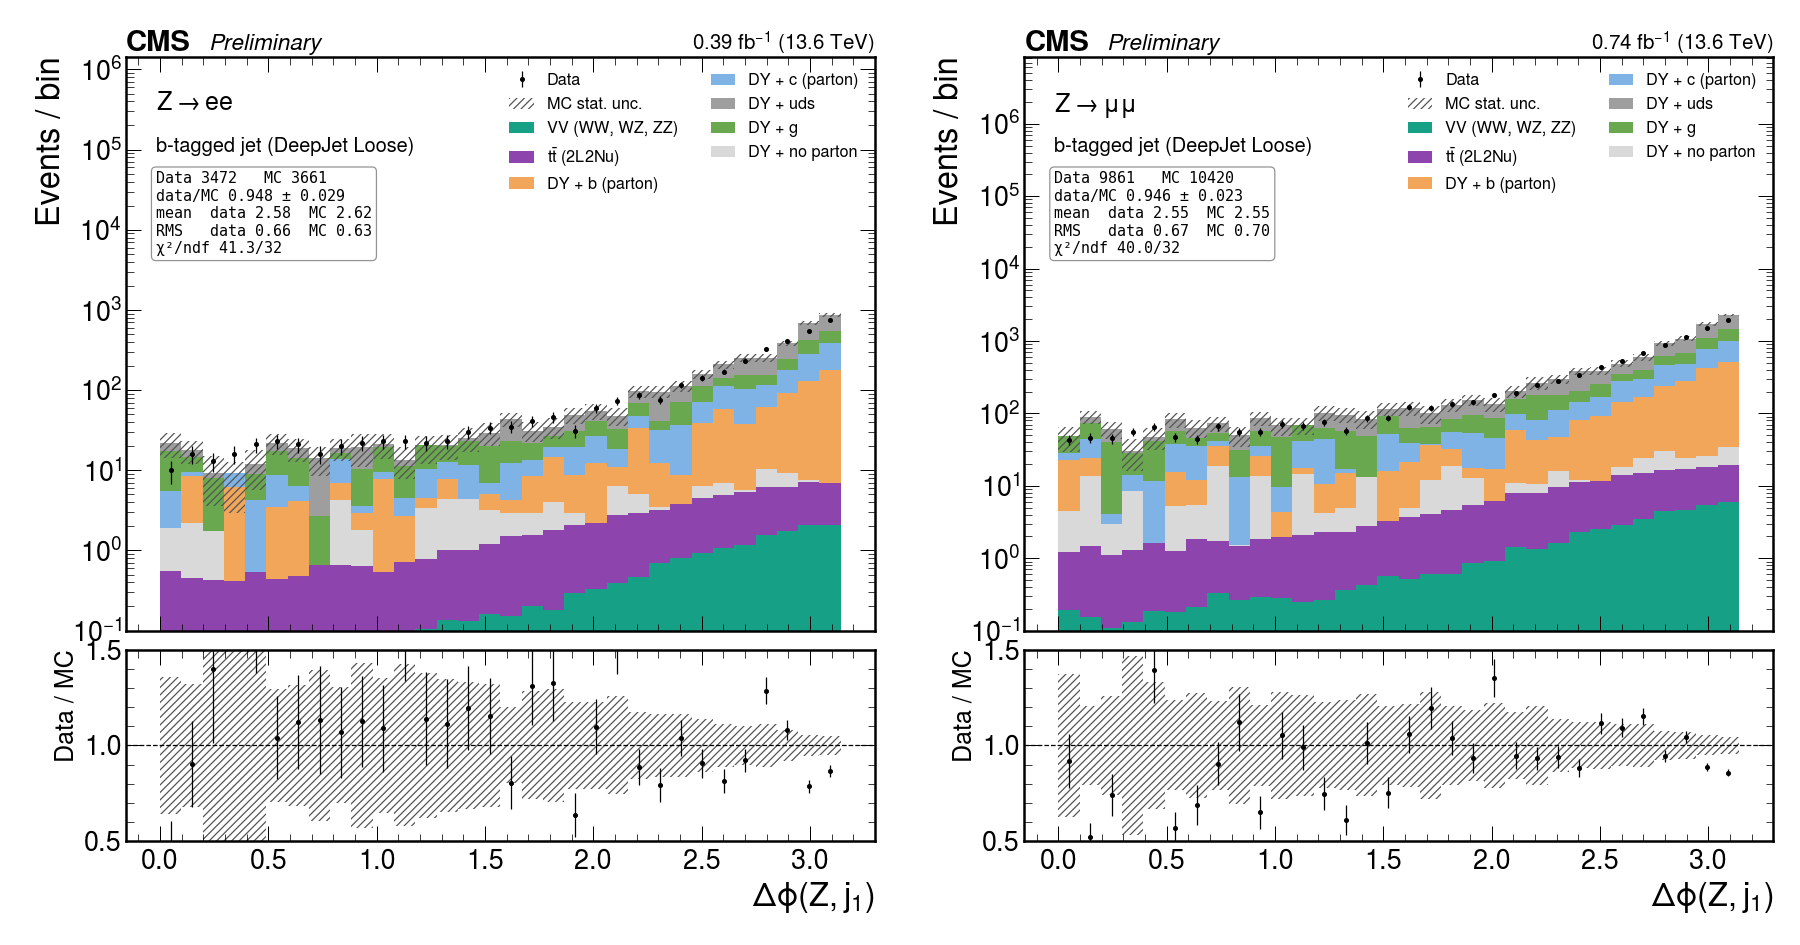 CMS Preliminary 0.39 fb⁻¹ (13.6 TeV)
Events / bin
10⁶
10⁵
10⁴
10³
10²
10¹
10⁰
10⁻¹
Z → ee
b-tagged jet (DeepJet Loose)
Data 3472 MC 3661
data/MC 0.948 ± 0.029
mean data 2.58 MC 2.62
RMS data 0.66 MC 0.63
χ²/ndf 41.3/32
Data
MC stat. unc.
VV (WW, WZ, ZZ)
tt̄ (2L2Nu)
DY + b (parton)
DY + c (parton)
DY + uds
DY + g
DY + no parton
Data / MC
1.5
1.0
0.5
0.0 0.5 1.0 1.5 2.0 2.5 3.0
Δϕ(Z, j₁)
CMS Preliminary 0.74 fb⁻¹ (13.6 TeV)
Events / bin
10⁶
10⁵
10⁴
10³
10²
10¹
10⁰
10⁻¹
Z → μμ
b-tagged jet (DeepJet Loose)
Data 9861 MC 10420
data/MC 0.946 ± 0.023
mean data 2.55 MC 2.55
RMS data 0.67 MC 0.70
χ²/ndf 40.0/32
Data
MC stat. unc.
VV (WW, WZ, ZZ)
tt̄ (2L2Nu)
DY + b (parton)
DY + c (parton)
DY + uds
DY + g
DY + no parton
Data / MC
1.5
1.0
0.5
0.0 0.5 1.0 1.5 2.0 2.5 3.0
Δϕ(Z, j₁)